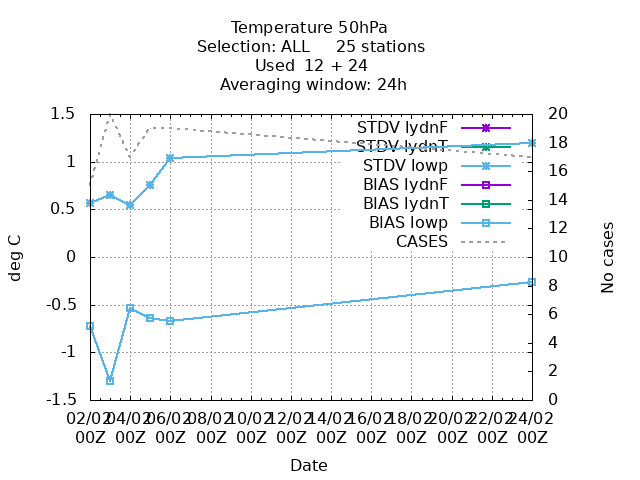 Temperature 50hPa
Selection: ALL 25 stations
Used 12 + 24
Averaging window: 24h
1.5
1
0.5
0
-0.5
-1
-1.5
deg C
20
18
16
14
12
10
8
6
4
2
0
No cases
STDV lydnF
STDV lydnT
STDV lowp
BIAS lydnF
BIAS lydnT
BIAS lowp
CASES
02/02 04/02 06/02 08/02 10/02 12/02 14/02 16/02 18/02 20/02 22/02 24/02
00Z 00Z 00Z 00Z 00Z 00Z 00Z 00Z 00Z 00Z 00Z 00Z
Date